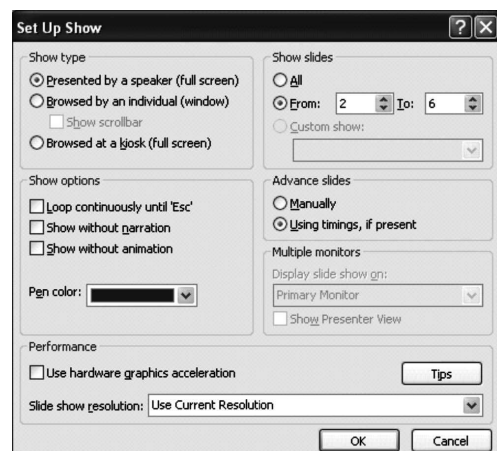 Set Up Show
Show type
Presented by a speaker (full screen)
Browsed by an individual (window)
Show scrollbar
Browsed at a kiosk (full screen)
Show slides
All
From: 2 To: 6
Custom show:
Show options
Loop continuously until 'Esc'
Show without narration
Show without animation
Pen color:
Advance slides
Manually
Using timings, if present
Multiple monitors
Display slide show on:
Primary Monitor
Show Presenter View
Performance
Use hardware graphics acceleration
Tips
Slide show resolution: Use Current Resolution
OK Cancel